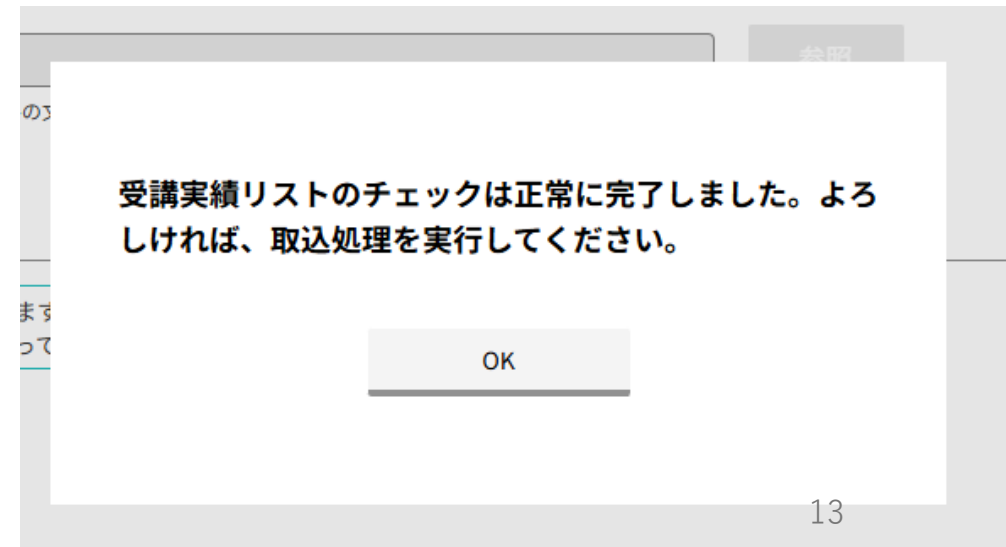 参照
の文
受講実績リストのチェックは正常に完了しました。よろ
しければ、取込処理を実行してください。
ます
って
OK
13